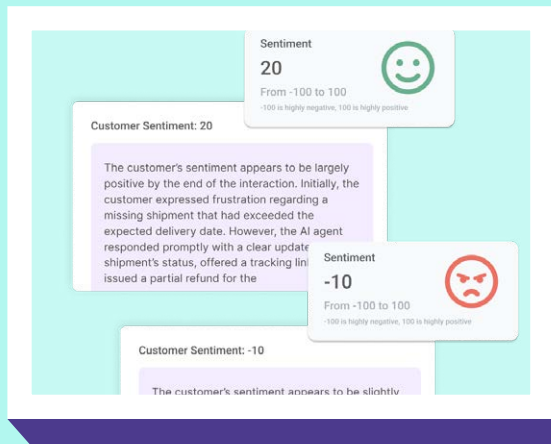 Sentiment
20
From -100 to 100
-100 is highly negative, 100 is highly positive
Customer Sentiment: 20
The customer's sentiment appears to be largely
positive by the end of the interaction. Initially, the
customer expressed frustration regarding a
missing shipment that had exceeded the
expected delivery date. However, the AI agent
responded promptly with a clear update
shipment's status, offered a tracking
issued a partial refund for the
Sentiment
-10
From -100 to 100
-100 is highly negative, 100 is highly positive
Customer Sentiment: -10
The customer's sentiment appears to be slightly